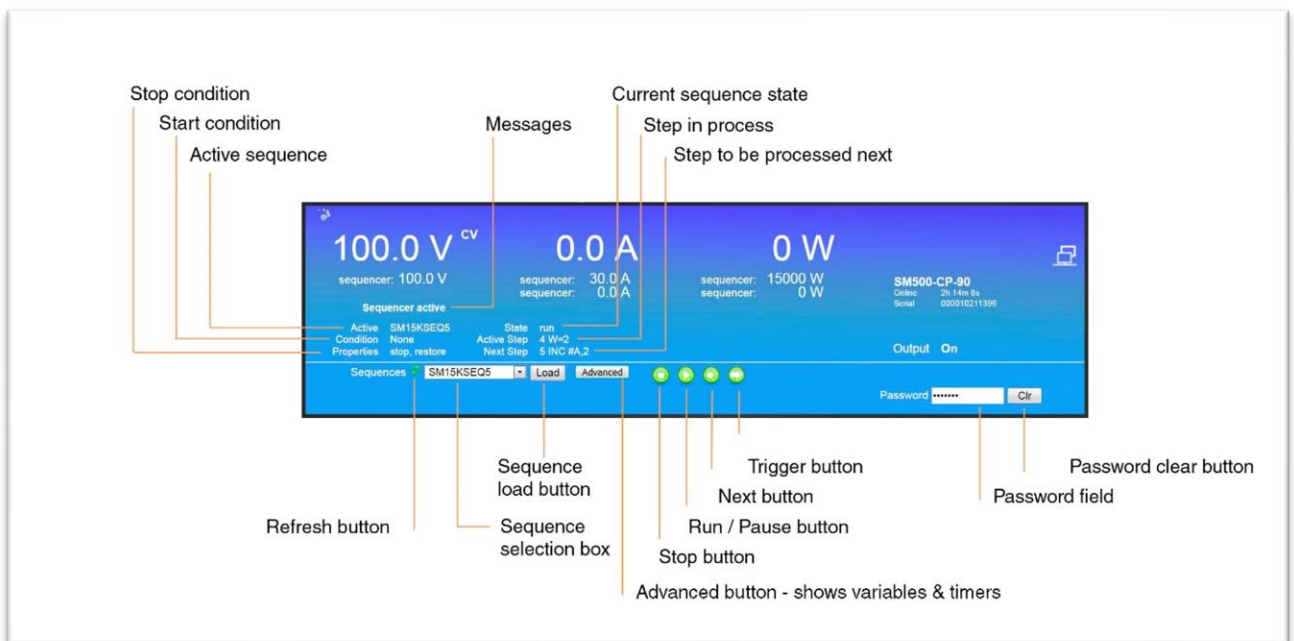 Stop condition
Start condition
Active sequence
Messages
Current sequence state
Step in process
Step to be processed next
100.0 V CV
0.0 A
0 W
sequencer: 100.0 V
sequencer: 30.0 A
sequencer: 0.0 A
sequencer: 15000 W
sequencer: 0 W
SM500-CP-90
Online 2h 14m 8s
Serial 000010211396
Sequencer active
Active SM15KSEQ5
Condition None
Properties stop, restore
State run
Active Step 4 W=2
Next Step 5 INC #A,2
Output On
Sequences SM15KSEQ5 Load Advanced
Password ••••••• Clr
Sequence
load button
Trigger button
Password clear button
Next button
Password field
Refresh button
Sequence
selection box
Run / Pause button
Stop button
Advanced button - shows variables & timers